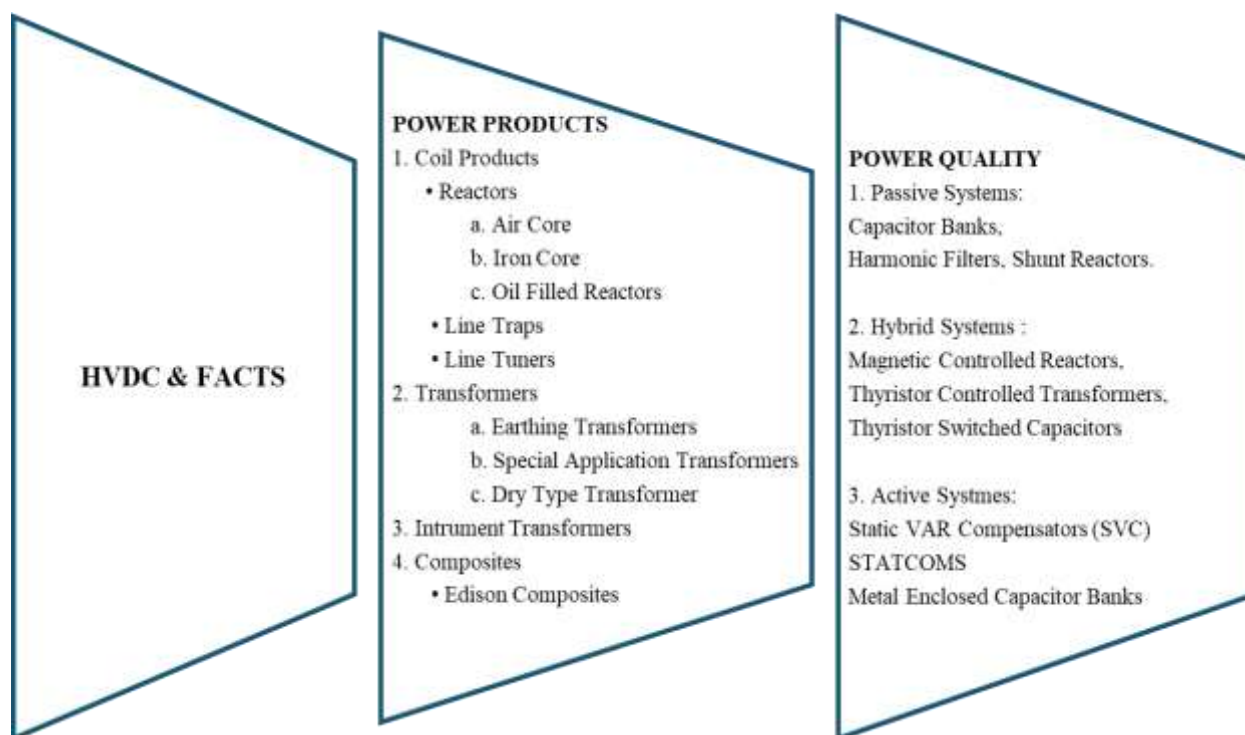 HVDC & FACTS
POWER PRODUCTS
1. Coil Products
• Reactors
a. Air Core
b. Iron Core
c. Oil Filled Reactors
• Line Traps
• Line Tuners
2. Transformers
a. Earthing Transformers
b. Special Application Transformers
c. Dry Type Transformer
3. Intrument Transformers
4. Composites
• Edison Composites
POWER QUALITY
1. Passive Systems:
Capacitor Banks,
Harmonic Filters, Shunt Reactors.
2. Hybrid Systems :
Magnetic Controlled Reactors,
Thyristor Controlled Transformers,
Thyristor Switched Capacitors
3. Active Systmes:
Static VAR Compensators (SVC)
STATCOMS
Metal Enclosed Capacitor Banks